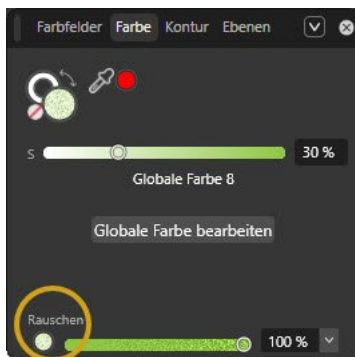 Farbfelder Farbe Kontur Ebenen
S 30 %
Globale Farbe 8
Globale Farbe bearbeiten
Rauschen
100 %